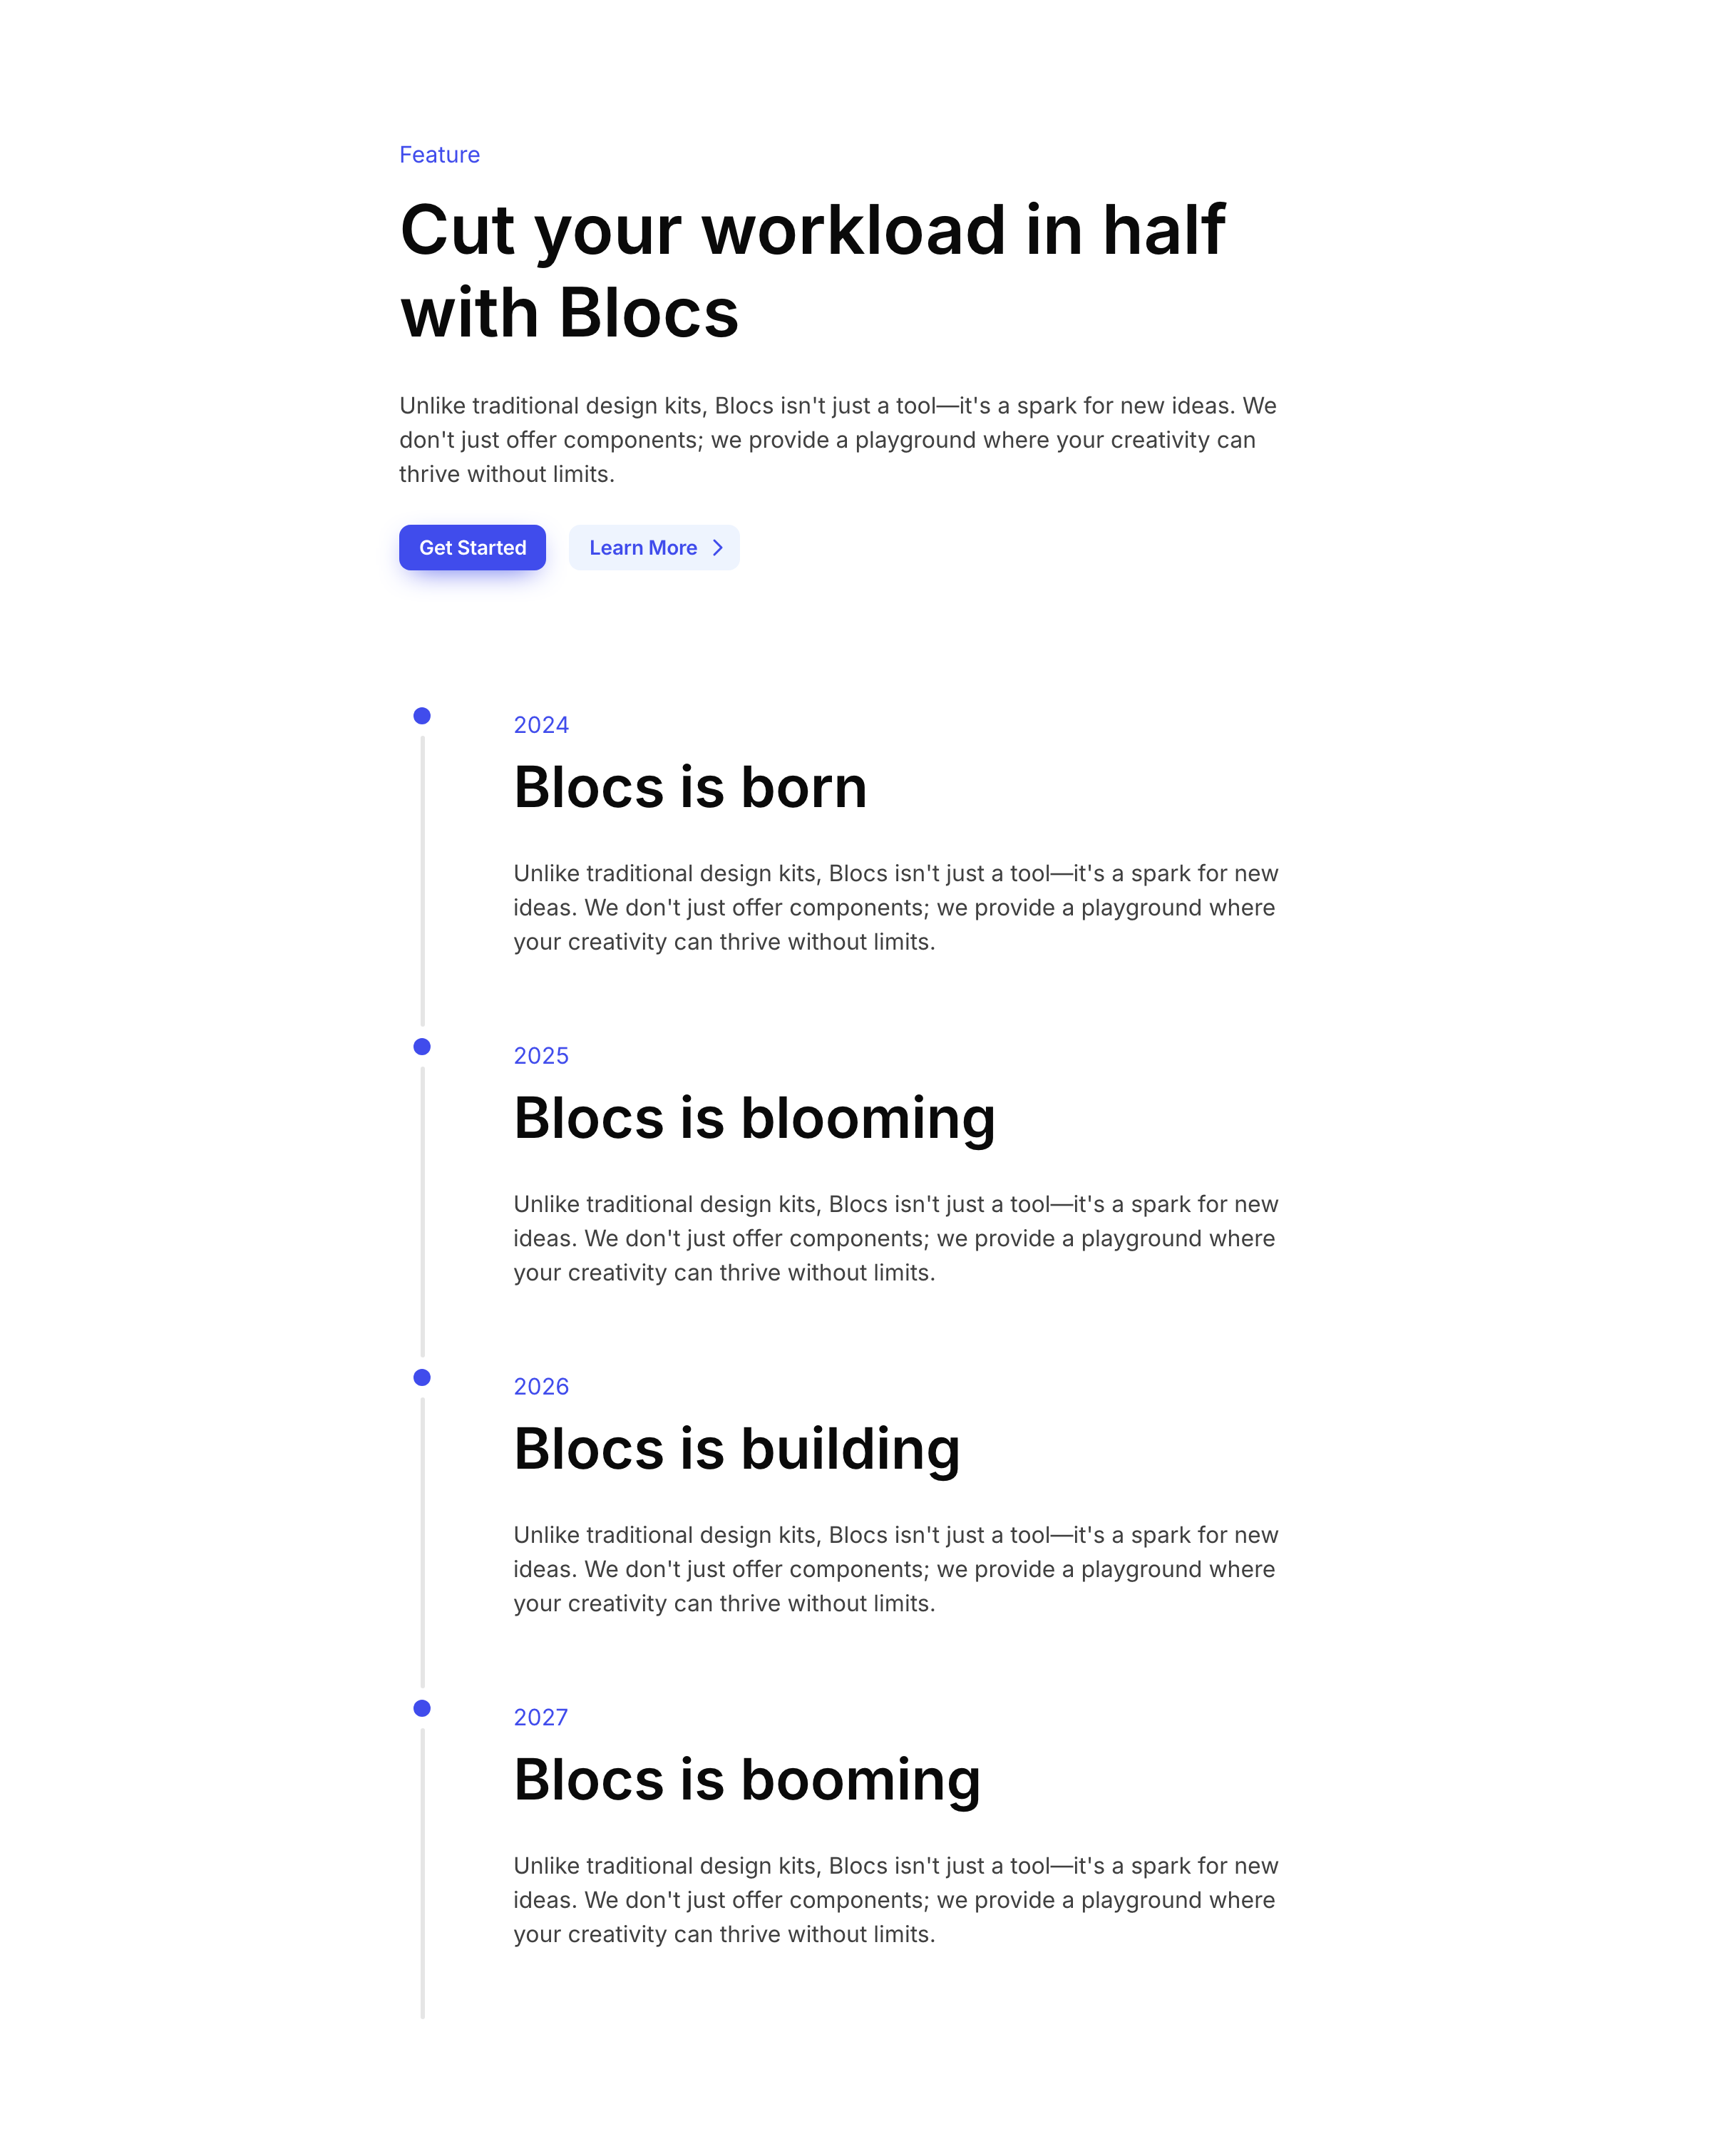 Feature
Cut your workload in half
with Blocs
Unlike traditional design kits, Blocs isn't just a tool—it's a spark for new ideas. We
don't just offer components; we provide a playground where your creativity can
thrive without limits.
Get Started
Learn More
2024
Blocs is born
Unlike traditional design kits, Blocs isn't just a tool—it's a spark for new
ideas. We don't just offer components; we provide a playground where
your creativity can thrive without limits.
2025
Blocs is blooming
Unlike traditional design kits, Blocs isn't just a tool—it's a spark for new
ideas. We don't just offer components; we provide a playground where
your creativity can thrive without limits.
2026
Blocs is building
Unlike traditional design kits, Blocs isn't just a tool—it's a spark for new
ideas. We don't just offer components; we provide a playground where
your creativity can thrive without limits.
2027
Blocs is booming
Unlike traditional design kits, Blocs isn't just a tool—it's a spark for new
ideas. We don't just offer components; we provide a playground where
your creativity can thrive without limits.